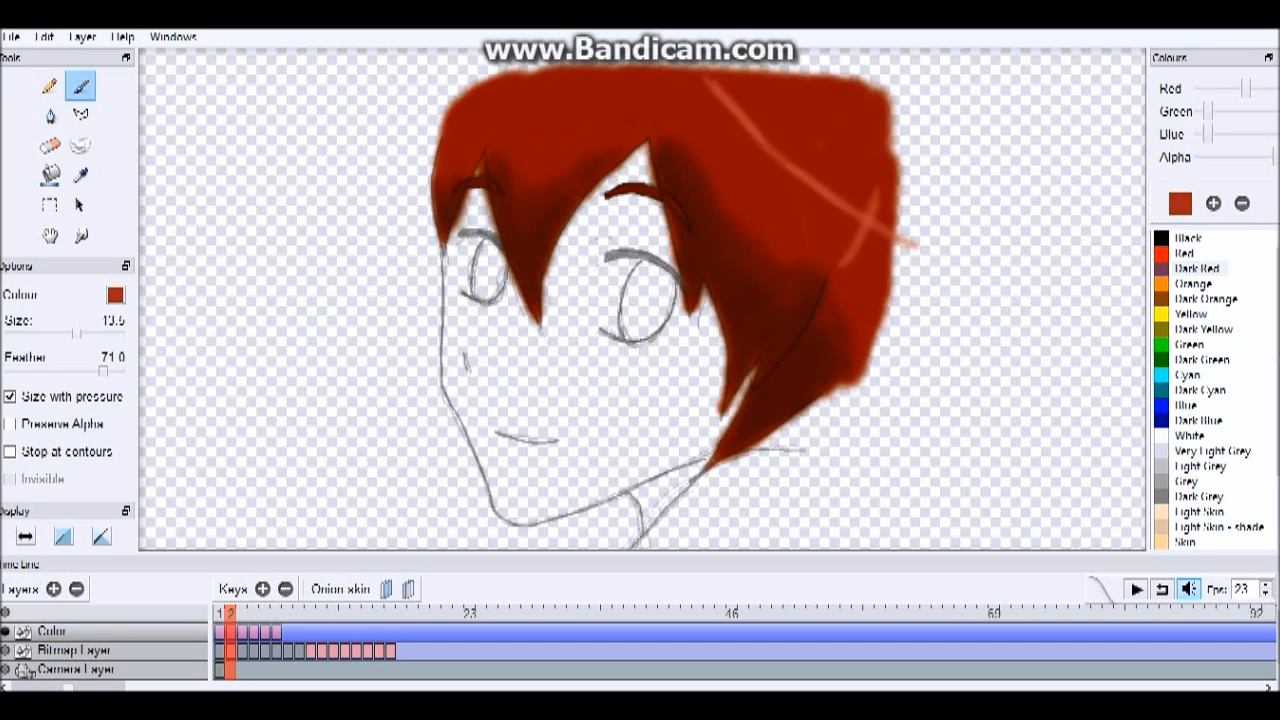 www.Bandicam.com
File Edit Layer Help Windows
Tools
Options
Colour
Size: 13.5
Feather 71.0
Size with pressure
Preserve Alpha
Stop at contours
Invisible
Display
Colours
Red
Green
Blue
Alpha
Black
Red
Dark Red
Orange
Dark Orange
Yellow
Dark Yellow
Green
Dark Green
Cyan
Dark Cyan
Blue
Dark Blue
White
Very Light Grey
Light Grey
Grey
Dark Grey
Light Skin
Light Skin - shade
Skin
Time Line
Layers Keys Onion skin Fps: 23
1 2 23 46 69 92
Color
Bitmap Layer
Camera Layer